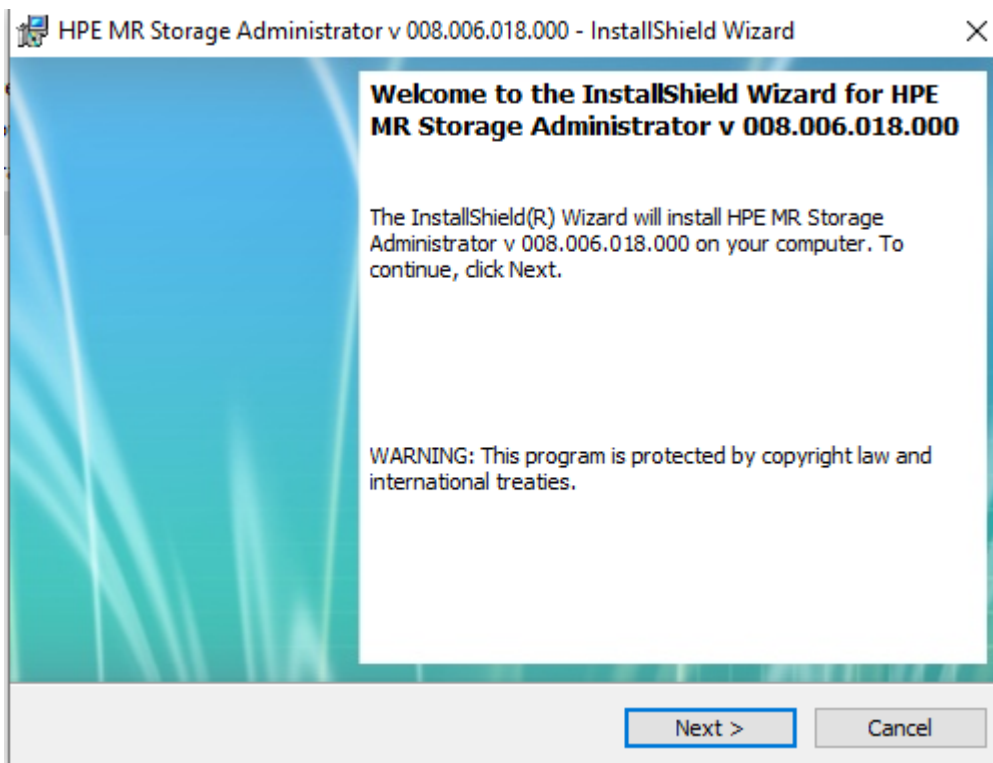 HPE MR Storage Administrator v 008.006.018.000 - InstallShield Wizard
Welcome to the InstallShield Wizard for HPE
MR Storage Administrator v 008.006.018.000
The InstallShield(R) Wizard will install HPE MR Storage
Administrator v 008.006.018.000 on your computer. To
continue, click Next.
WARNING: This program is protected by copyright law and
international treaties.
Next >
Cancel